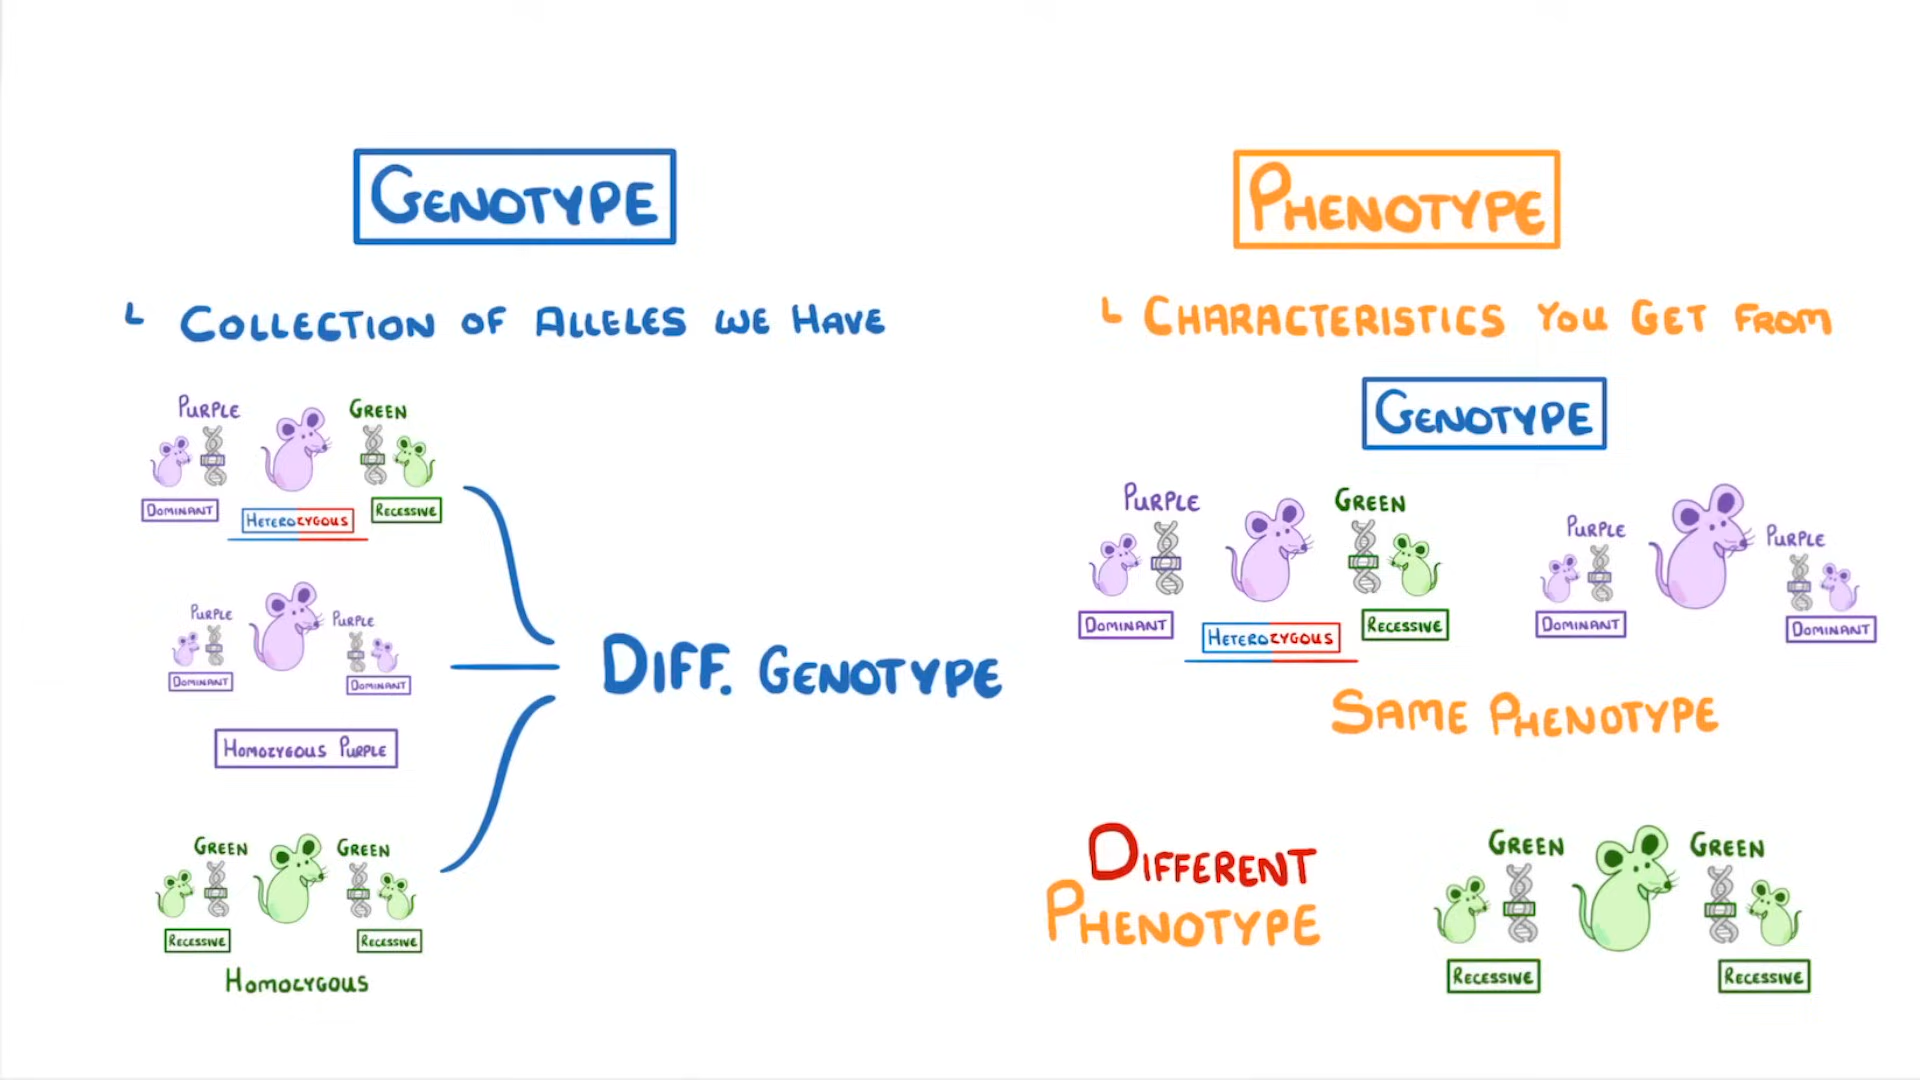 GENOTYPE
COLLECTION OF ALLELES WE HAVE
PURPLE GREEN
DOMINANT HETEROZYGOUS RECESSIVE
PURPLE PURPLE
DOMINANT DOMINANT
HOMOZYGOUS PURPLE
GREEN GREEN
RECESSIVE RECESSIVE
HOMOZYGOUS
DIFF. GENOTYPE
PHENOTYPE
CHARACTERISTICS YOU GET FROM
GENOTYPE
PURPLE GREEN
DOMINANT HETEROZYGOUS RECESSIVE
PURPLE PURPLE
DOMINANT DOMINANT
SAME PHENOTYPE
DIFFERENT
PHENOTYPE
GREEN GREEN
RECESSIVE RECESSIVE